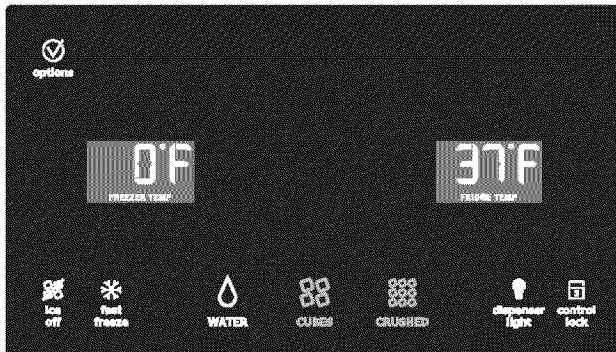 options
0°F
FREEZER TEMP
37°F
FRIDGE TEMP
ice
off
fast
freeze
WATER
CUBES
CRUSHED
dispenser
light
control
lock